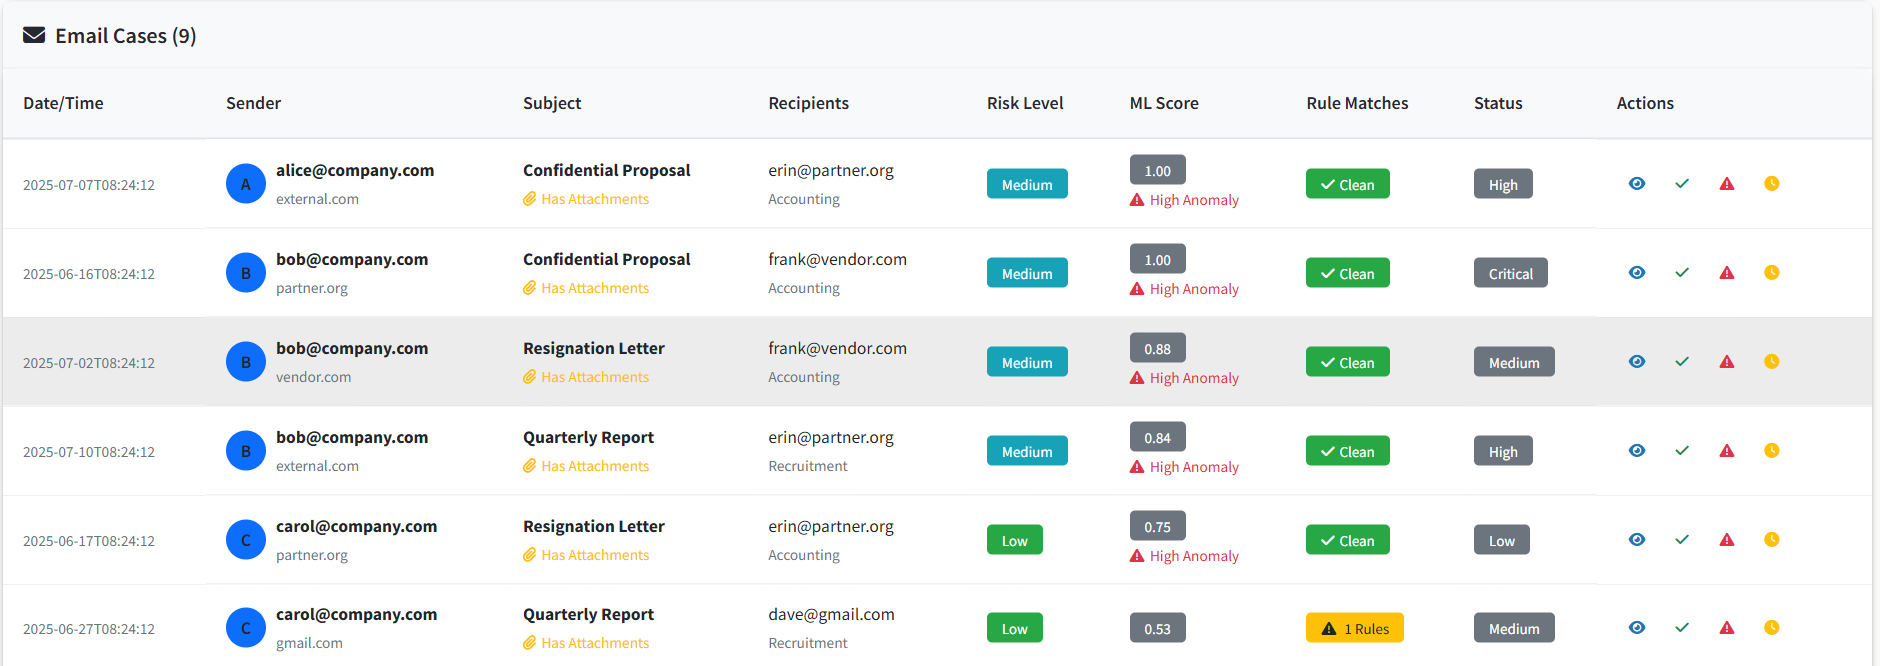 Email Cases (9)
Date/Time Sender Subject Recipients Risk Level ML Score Rule Matches Status Actions
2025-07-07T08:24:12 A alice@company.com Confidential Proposal erin@partner.org Medium 1.00 Clean High
external.com Has Attachments Accounting High Anomaly
2025-06-16T08:24:12 B bob@company.com Confidential Proposal frank@vendor.com Medium 1.00 Clean Critical
partner.org Has Attachments Accounting High Anomaly
2025-07-02T08:24:12 B bob@company.com Resignation Letter frank@vendor.com Medium 0.88 Clean Medium
vendor.com Has Attachments Accounting High Anomaly
2025-07-10T08:24:12 B bob@company.com Quarterly Report erin@partner.org Medium 0.84 Clean High
external.com Has Attachments Recruitment High Anomaly
2025-06-17T08:24:12 C carol@company.com Resignation Letter erin@partner.org Low 0.75 Clean Low
partner.org Has Attachments Accounting High Anomaly
2025-06-27T08:24:12 C carol@company.com Quarterly Report dave@gmail.com Low 0.53 1 Rules Medium
gmail.com Has Attachments Recruitment